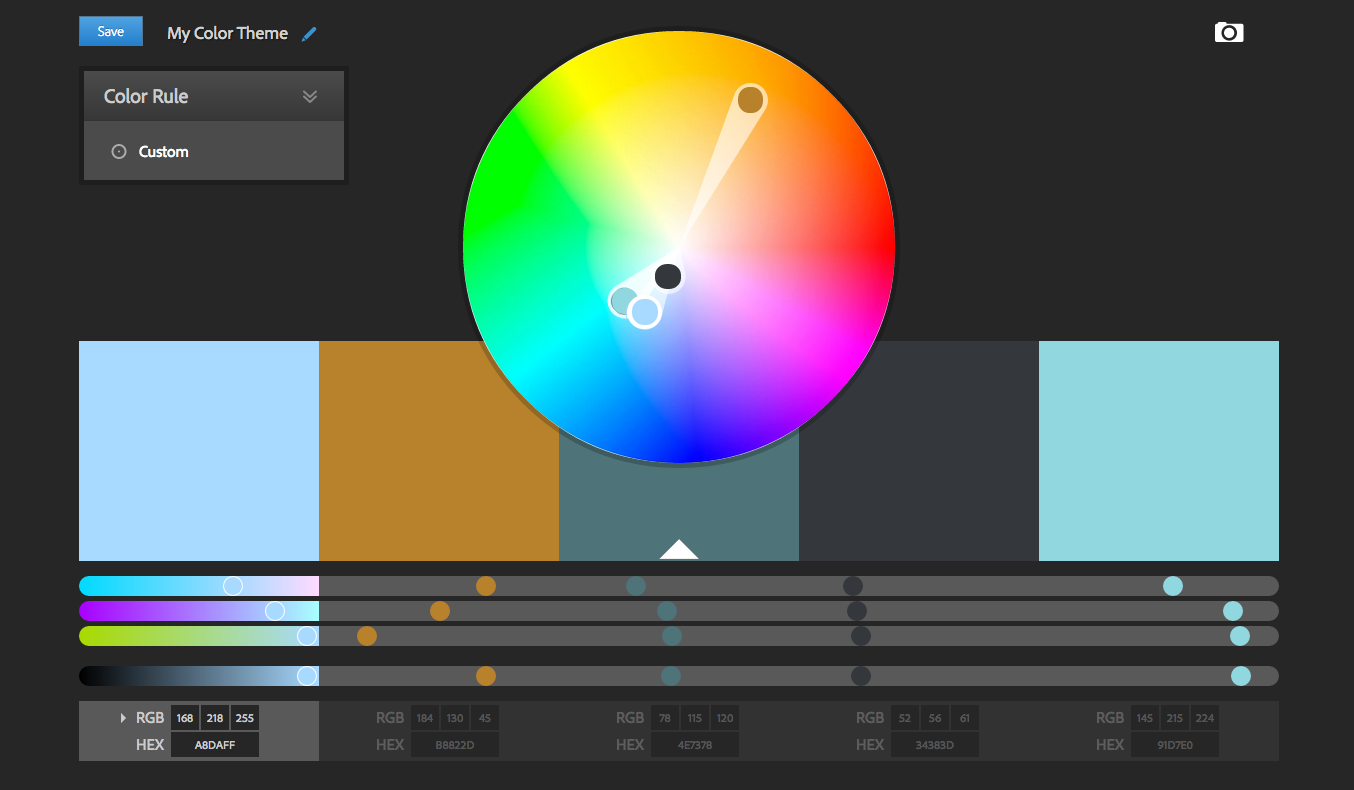 Save My Color Theme
Color Rule
Custom
RGB 168 218 255 RGB 184 130 45 RGB 78 115 120 RGB 52 56 61 RGB 145 215 224
HEX A8DAFF HEX B8822D HEX 4E7378 HEX 34383D HEX 91D7E0